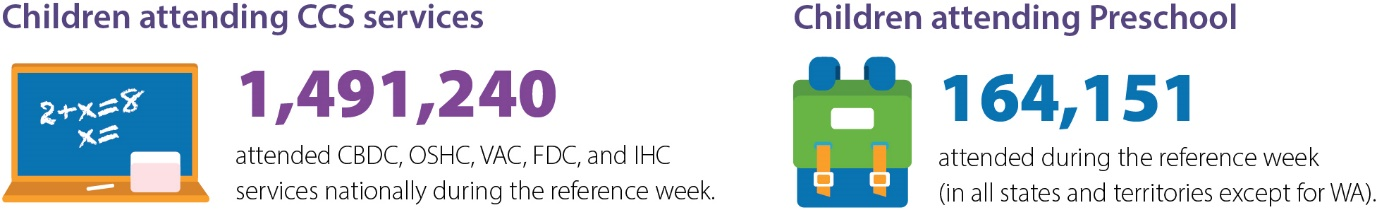 Children attending CCS services
2+x=8
x=
1,491,240
attended CBDC, OSHC, VAC, FDC, and IHC
services nationally during the reference week.
Children attending Preschool
164,151
attended during the reference week
(in all states and territories except for WA).